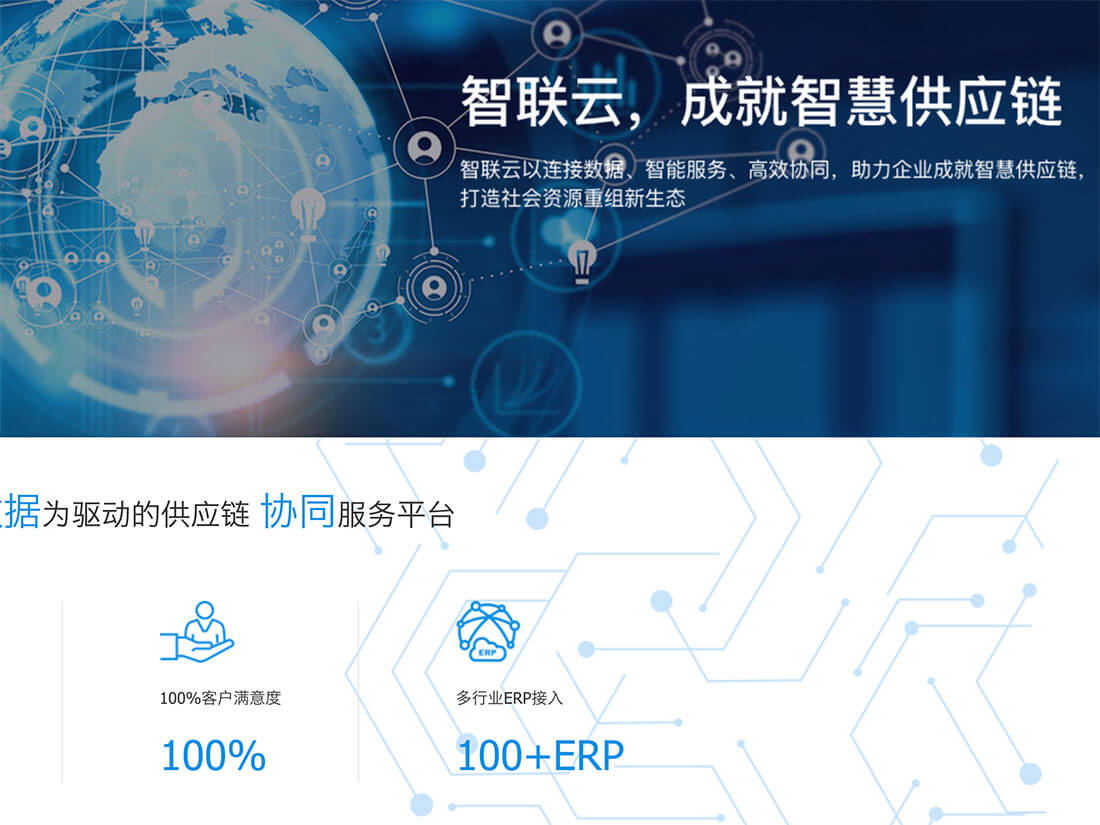 智联云，成就智慧供应链
智联云以连接数据、智能服务、高效协同，助力企业成就智慧供应链，
打造社会资源重组新生态
据为驱动的供应链 协同服务平台
ERP
100%客户满意度
多行业ERP接入
100%
100+ERP